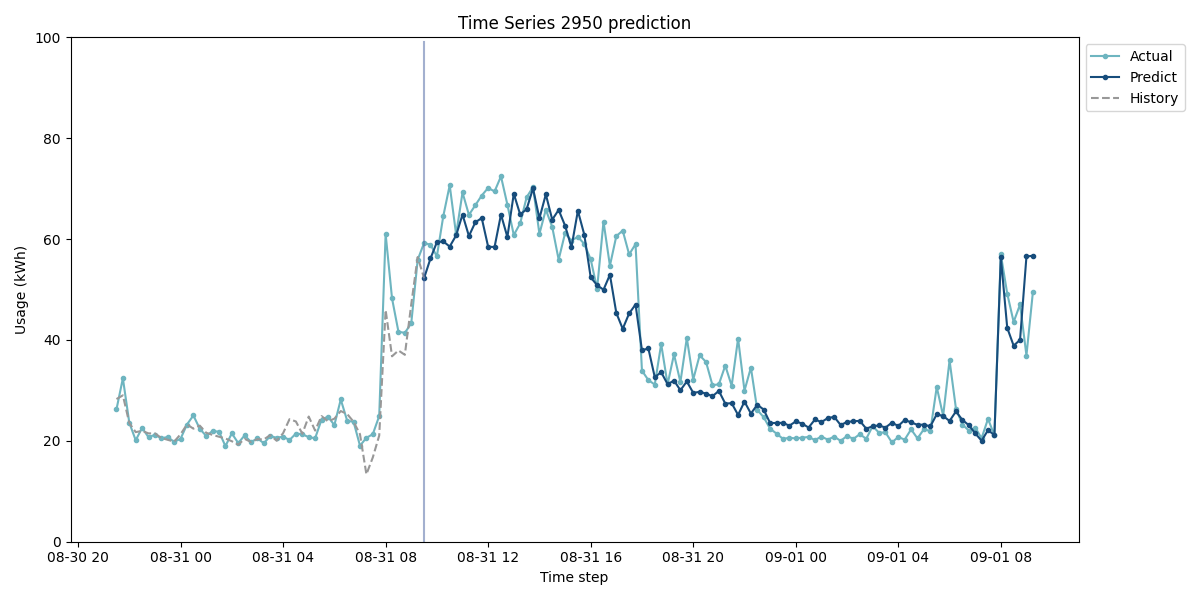 Time Series 2950 prediction
100
80
60
40
20
0
Usage (kWh)
08-30 20 08-31 00 08-31 04 08-31 08 08-31 12 08-31 16 08-31 20 09-01 00 09-01 04 09-01 08
Time step
Actual
Predict
History